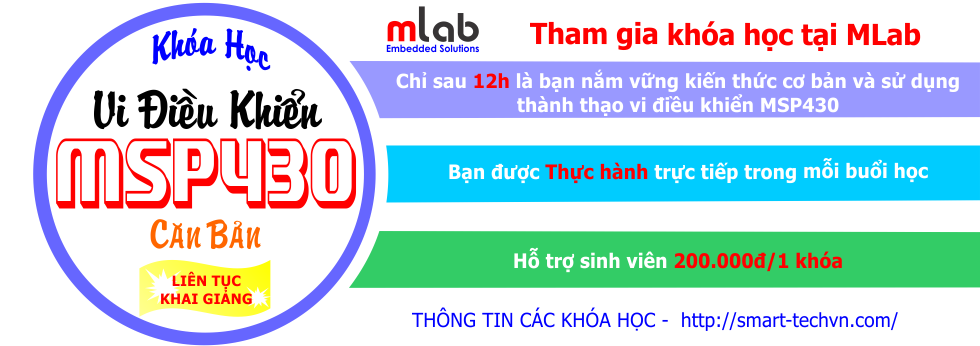 Khóa Học
Vi Điều Khiển
MSP430
Căn Bản
LIÊN TỤC
KHAI GIẢNG
mlab
Embedded Solutions
Tham gia khóa học tại MLab
Chỉ sau 12h là bạn nắm vững kiến thức cơ bản và sử dụng
thành thạo vi điều khiển MSP430
Bạn được Thực hành trực tiếp trong mỗi buổi học
Hỗ trợ sinh viên 200.000đ/1 khóa
THÔNG TIN CÁC KHÓA HỌC - http://smart-techvn.com/